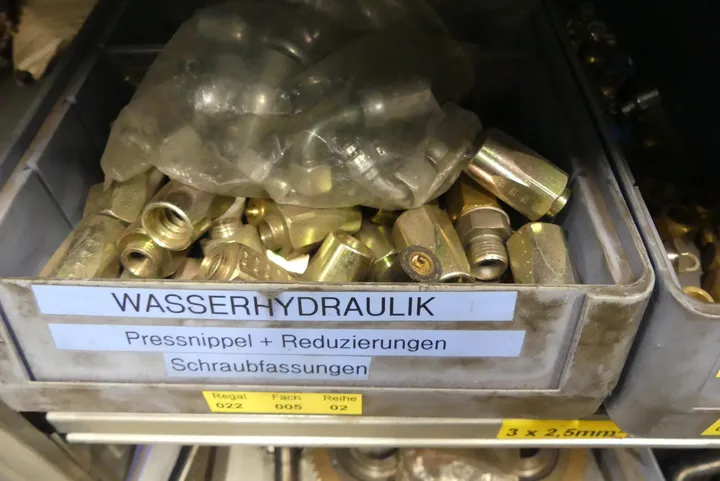 WASSERHYDRAULIK
Pressnippel + Reduzierungen
Schraubfassungen
Regal Fach Reihe
022 005 02
3 x 2,5mm